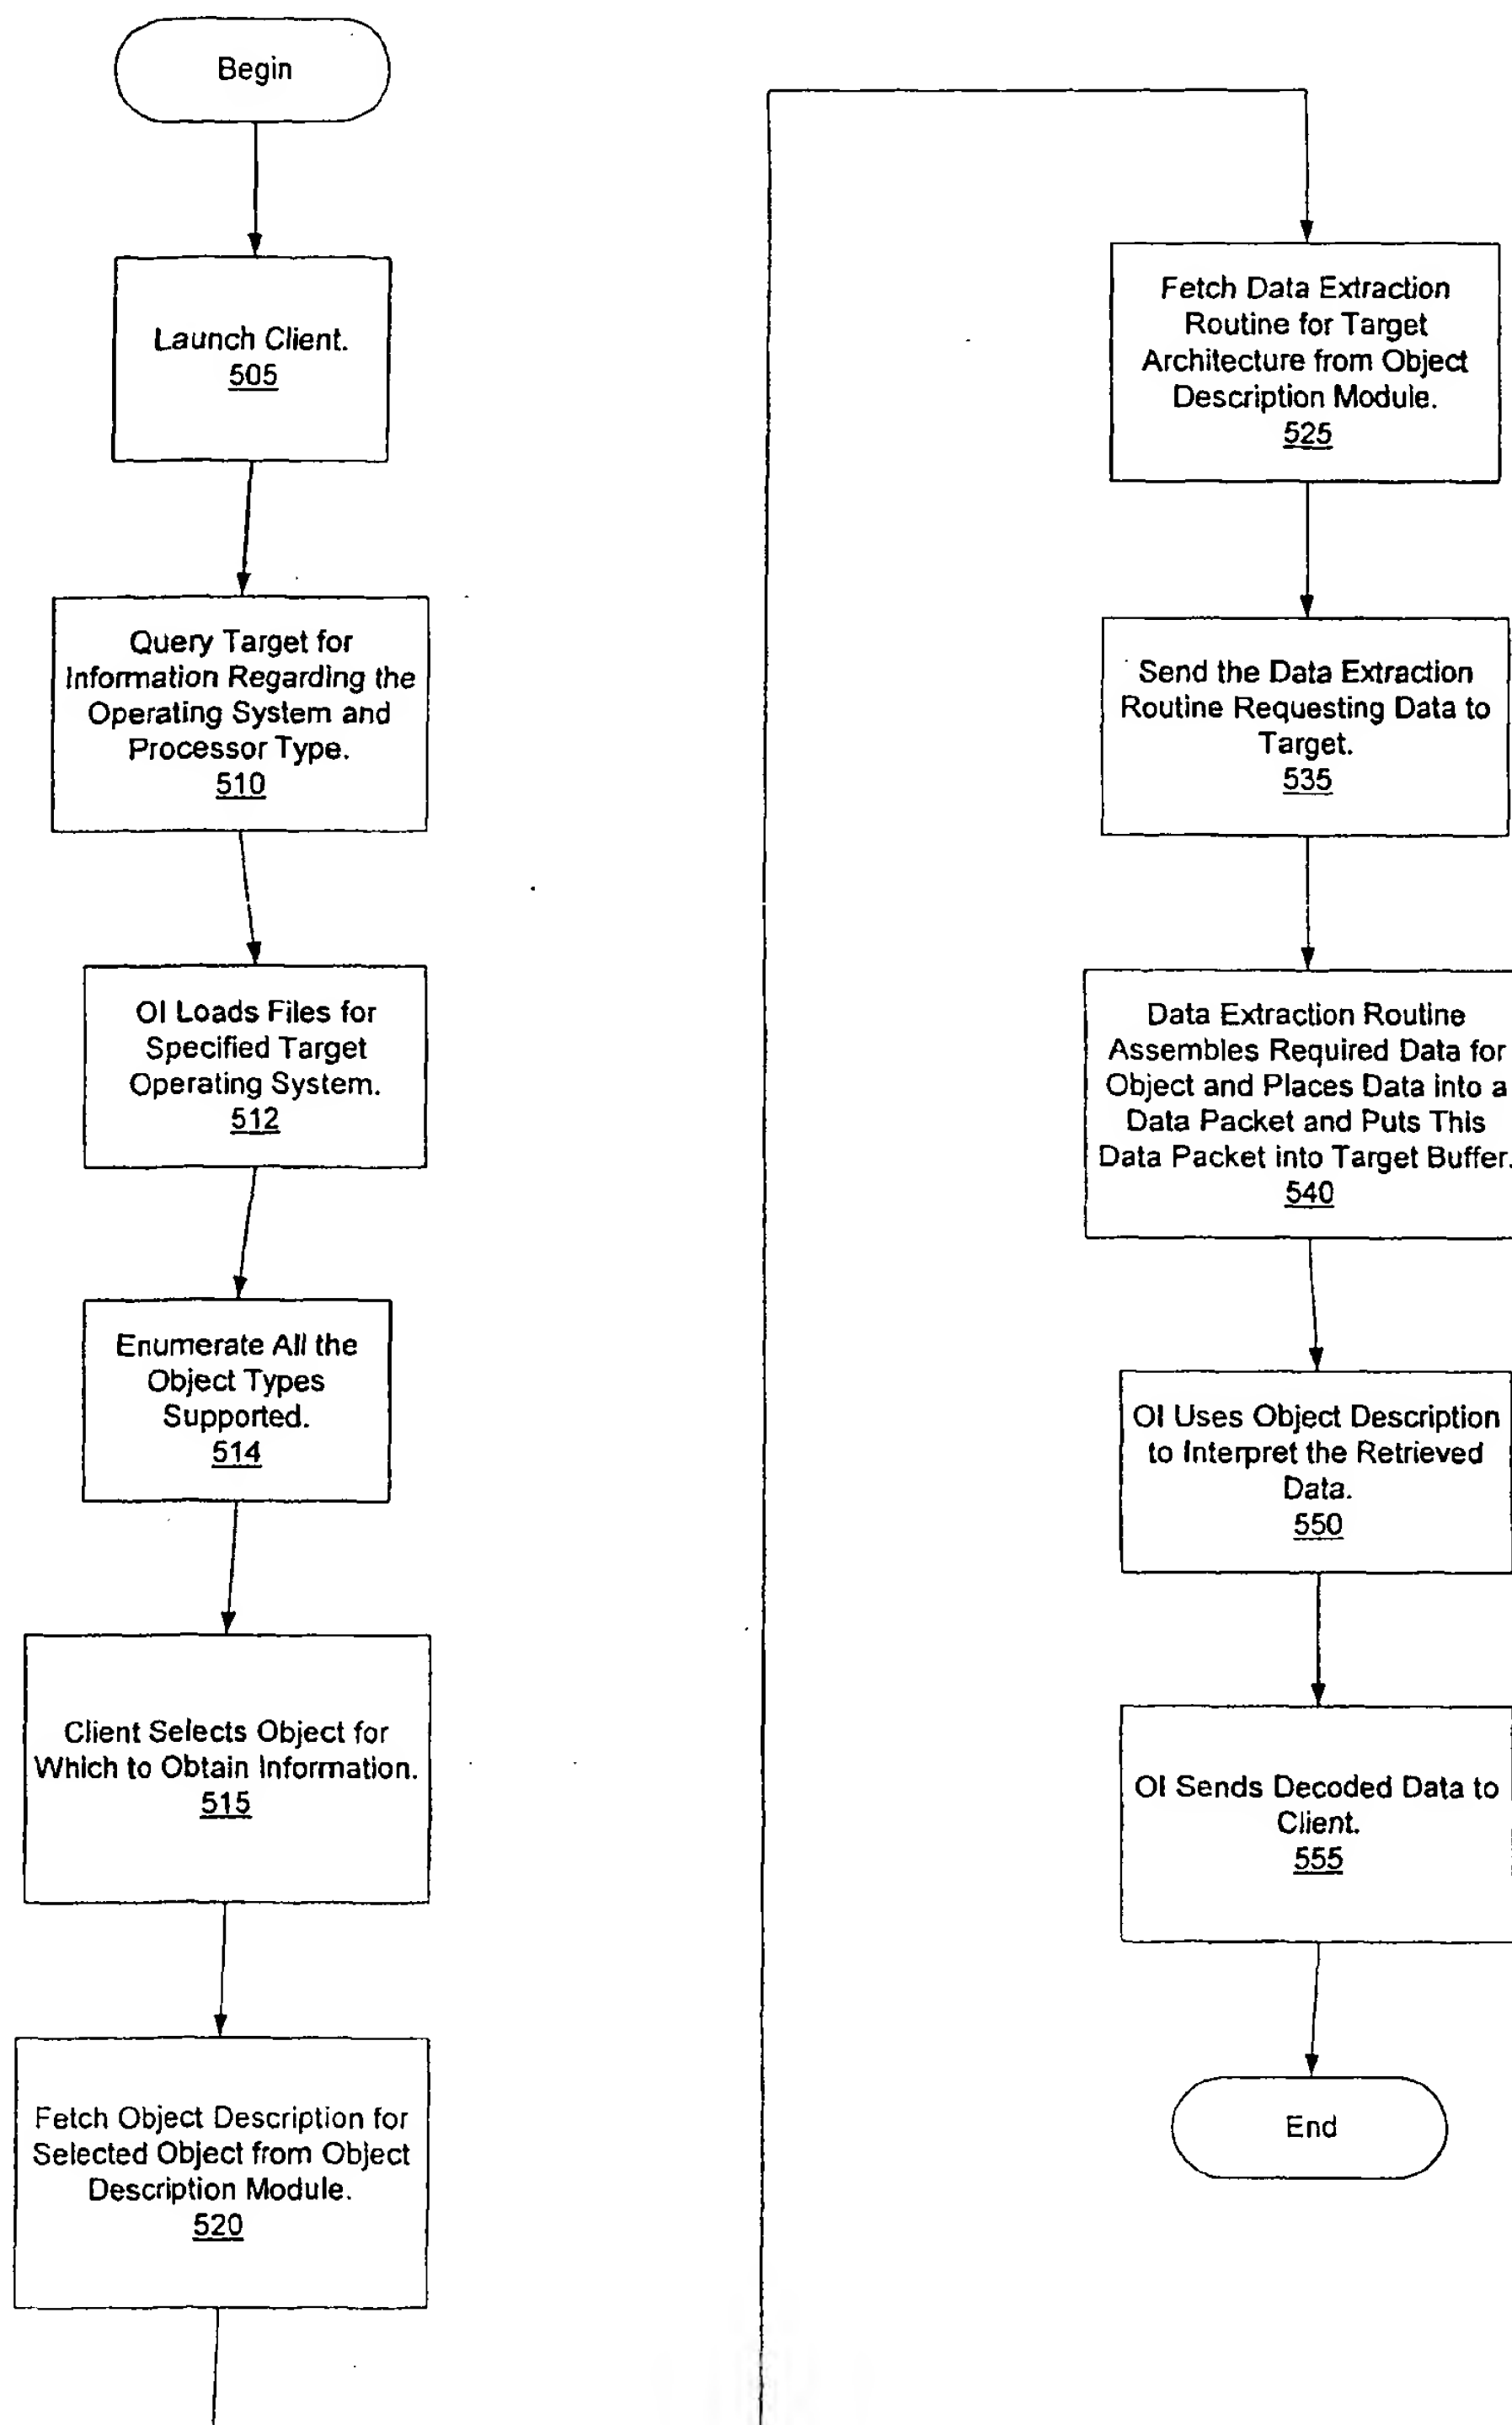 Begin
Launch Client.
505
Query Target for
Information Regarding the
Operating System and
Processor Type.
510
OI Loads Files for
Specified Target
Operating System.
512
Enumerate All the
Object Types
Supported.
514
Client Selects Object for
Which to Obtain Information.
515
Fetch Object Description for
Selected Object from Object
Description Module.
520
Fetch Data Extraction
Routine for Target
Architecture from Object
Description Module.
525
Send the Data Extraction
Routine Requesting Data to
Target.
535
Data Extraction Routine
Assembles Required Data for
Object and Places Data into a
Data Packet and Puts This
Data Packet into Target Buffer.
540
OI Uses Object Description
to Interpret the Retrieved
Data.
550
OI Sends Decoded Data to
Client.
555
End